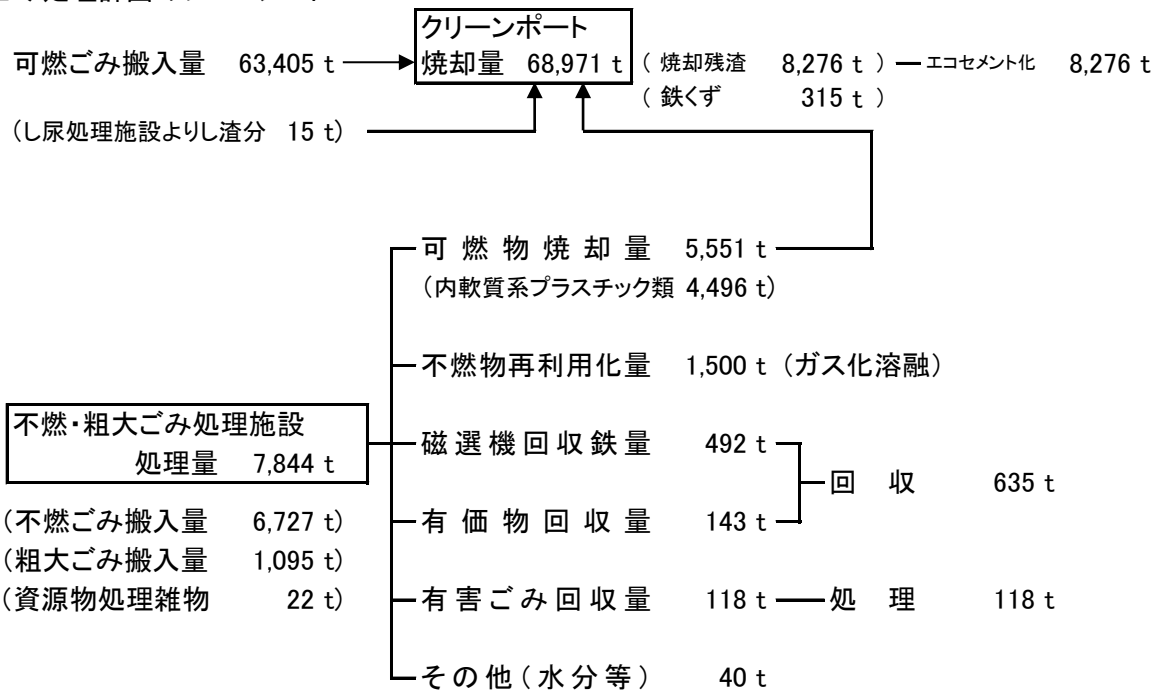 クリーンポート
可燃ごみ搬入量 63,405 t
焼却量 68,971 t
( 焼却残渣 8,276 t )
エコセメント化 8,276 t
( 鉄くず 315 t )
(し尿処理施設よりし渣分 15 t)
可燃物焼却量 5,551 t
(内軟質系プラスチック類 4,496 t)
不燃物再利用化量 1,500 t (ガス化溶融)
不燃・粗大ごみ処理施設
処理量 7,844 t
磁選機回収鉄量 492 t
回収 635 t
(不燃ごみ搬入量 6,727 t)
有価物回収量 143 t
(粗大ごみ搬入量 1,095 t)
(資源物処理雑物 22 t)
有害ごみ回収量 118 t
処理 118 t
その他(水分等) 40 t